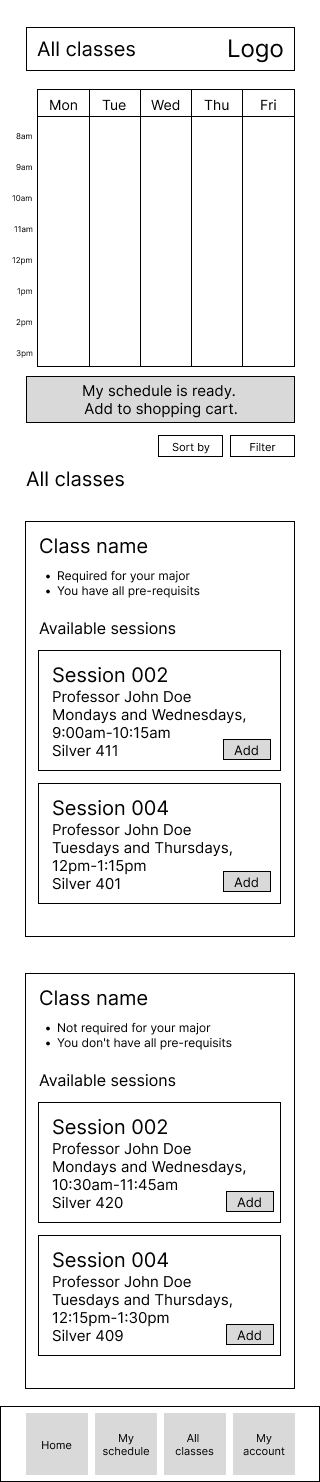 All classes Logo
Mon Tue Wed Thu Fri
8am
9am
10am
11am
12pm
1pm
2pm
3pm
My schedule is ready.
Add to shopping cart.
Sort by Filter
All classes
Class name
• Required for your major
• You have all pre-requisits
Available sessions
Session 002
Professor John Doe
Mondays and Wednesdays,
9:00am-10:15am
Silver 411 Add
Session 004
Professor John Doe
Tuesdays and Thursdays,
12pm-1:15pm
Silver 401 Add
Class name
• Not required for your major
• You don't have all pre-requisits
Available sessions
Session 002
Professor John Doe
Mondays and Wednesdays,
10:30am-11:45am
Silver 420 Add
Session 004
Professor John Doe
Tuesdays and Thursdays,
12:15pm-1:30pm
Silver 409 Add
Home
My
schedule
All
classes
My
account